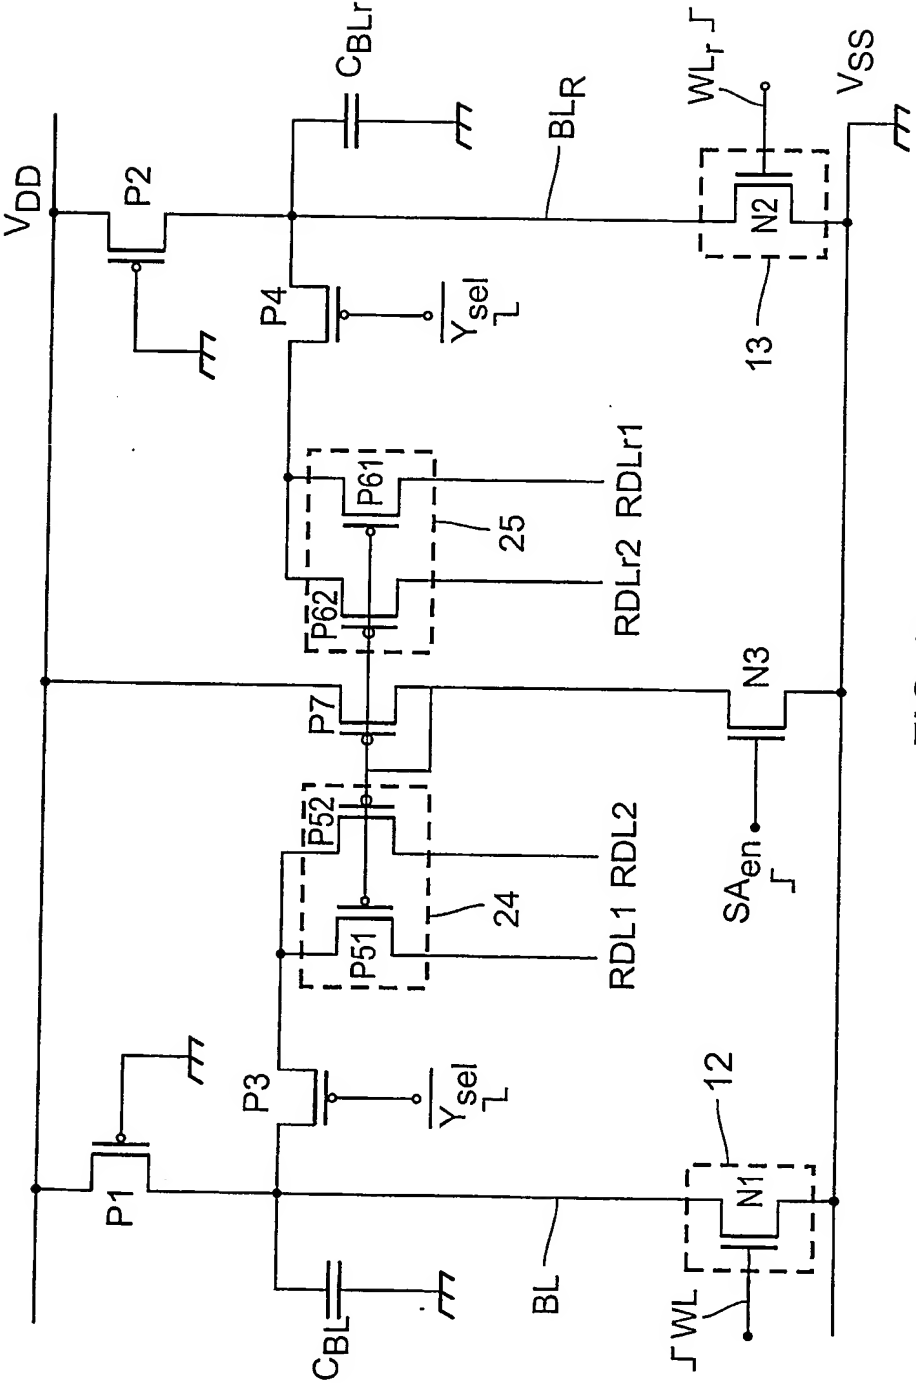 VDD
P1
P2
CBL
CBLr
P3
P4
Ysel
Ysel
P51
P52
P7
P62
P61
24
25
RDL1
RDL2
RDLr2
RDLr1
BL
BLR
WL
N1
12
SAen
N3
13
N2
WLr
VSS